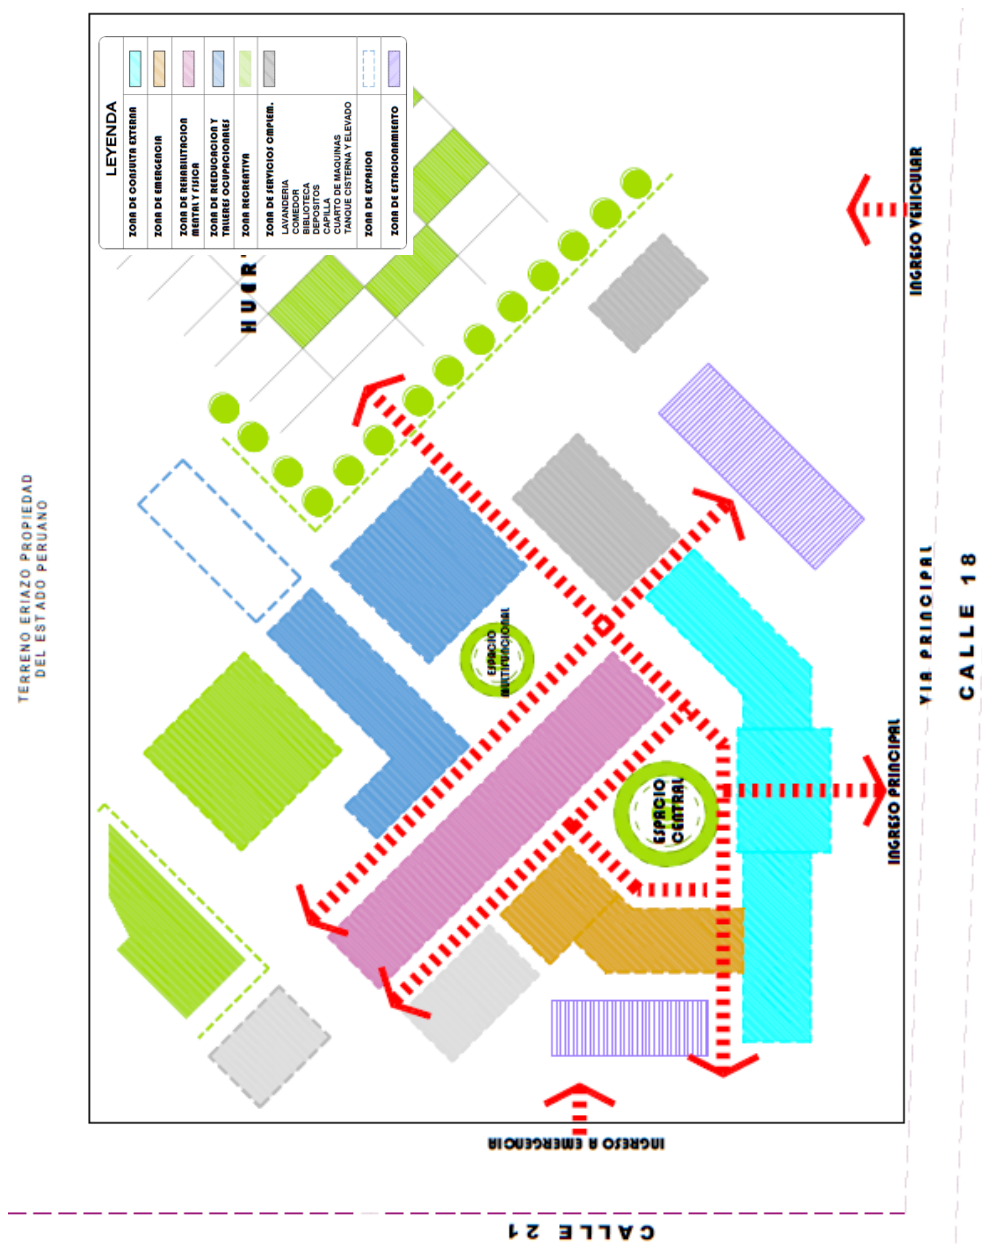 LEYENDA
ZONA DE CONSULTA EXTERNA
ZONA DE EMERGENCIA
ZONA DE REHABILITACION
MENTAL Y FISICA
ZONA DE REEDUCACION Y
TALLERES OCUPACIONALES
ZONA RECREATIVA
ZONA DE SERVICIOS CMPLEM.
LAVANDERIA
COMEDOR
BIBLIOTECA
DEPOSITOS
CAPILLA
CUARTO DE MAQUINAS
TANQUE CISTERNA Y ELEVADO
ZONA DE EXPASION
ZONA DE ESTACIONAMIENTO
TERRENO ERIAZO PROPIEDAD
DEL ESTADO PERUANO
ESPACIO
MULTIFUNCIONAL
ESPACIO
CENTRAL
INGRESO VEHICULAR
INGRESO PRINCIPAL
VIA PRINCIPAL
CALLE 18
INGRESO A EMERGENCIA
CALLE 21